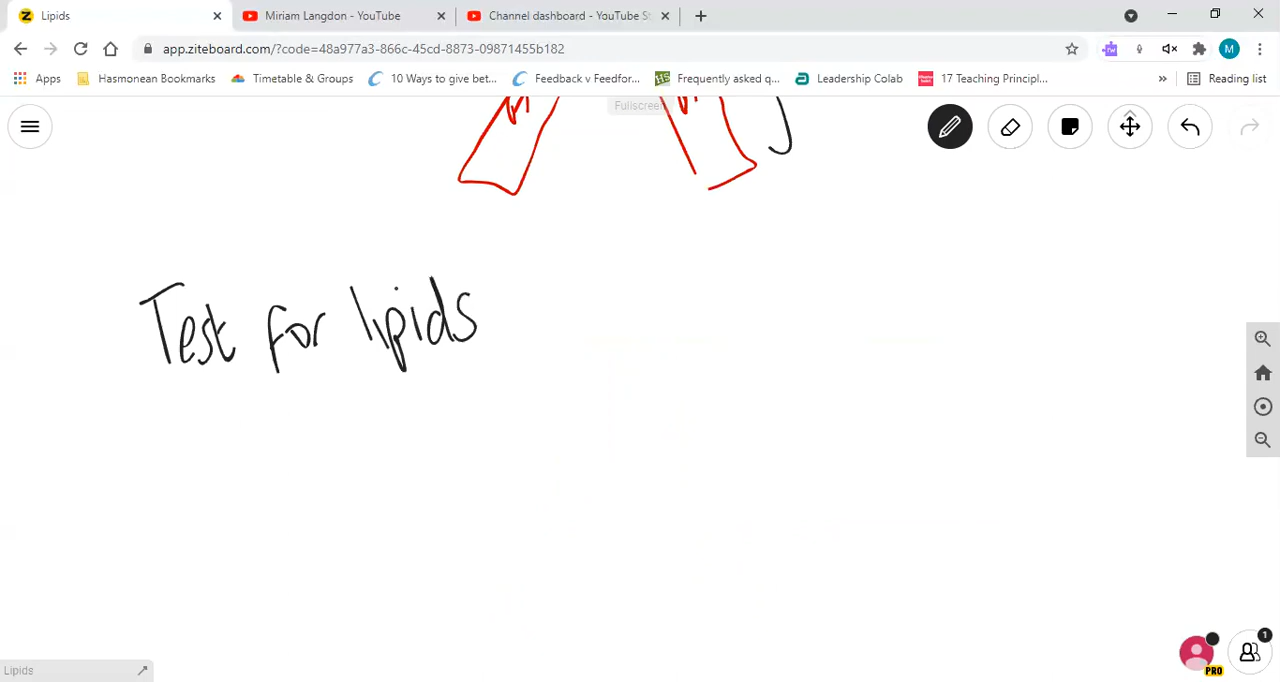 Lipids
Miriam Langdon - YouTube
Channel dashboard - YouTube St
app.ziteboard.com/?code=48a977a3-866c-45cd-8873-09871455b182
M
Apps
Hasmonean Bookmarks
Timetable & Groups
10 Ways to give bet...
Feedback v Feedfor...
Frequently asked q...
Leadership Colab
17 Teaching Principl...
»
Reading list
Fullscreen
Test for lipids
Lipids
PRO
1